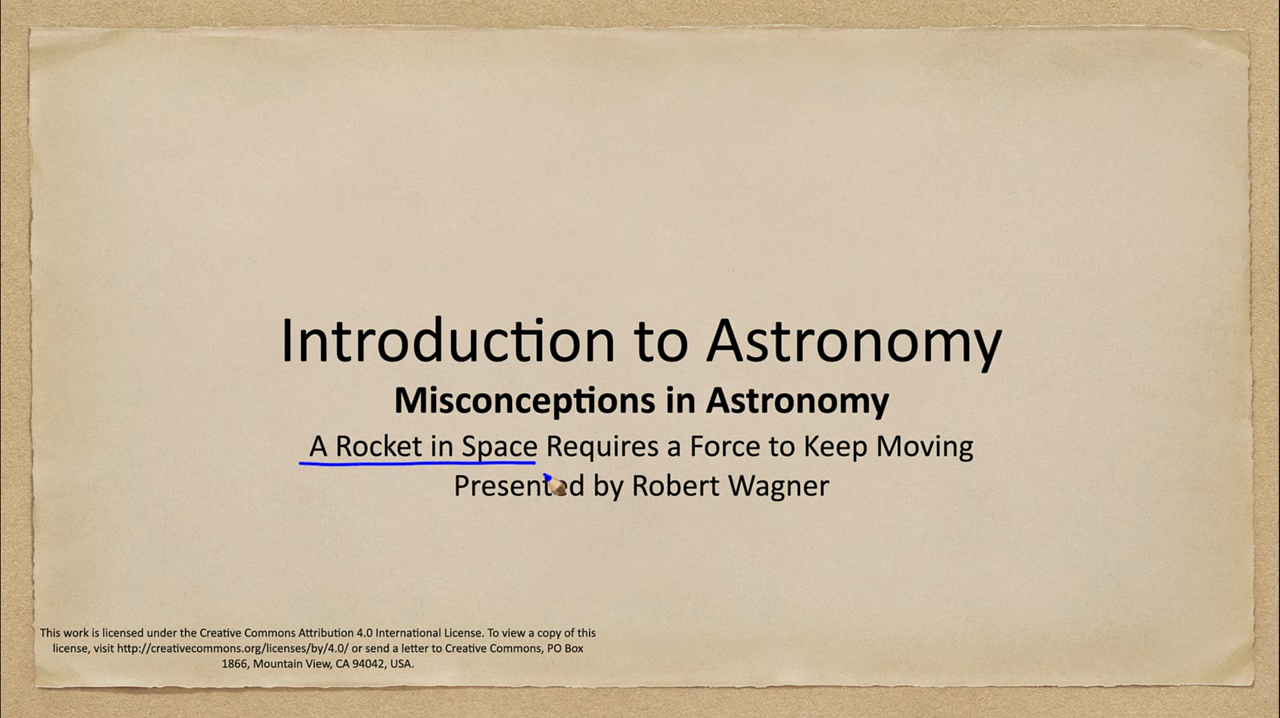 Introduction to Astronomy
Misconceptions in Astronomy
A Rocket in Space Requires a Force to Keep Moving
Presented by Robert Wagner
This work is licensed under the Creative Commons Attribution 4.0 International License. To view a copy of this
license, visit http://creativecommons.org/licenses/by/4.0/ or send a letter to Creative Commons, PO Box
1866, Mountain View, CA 94042, USA.